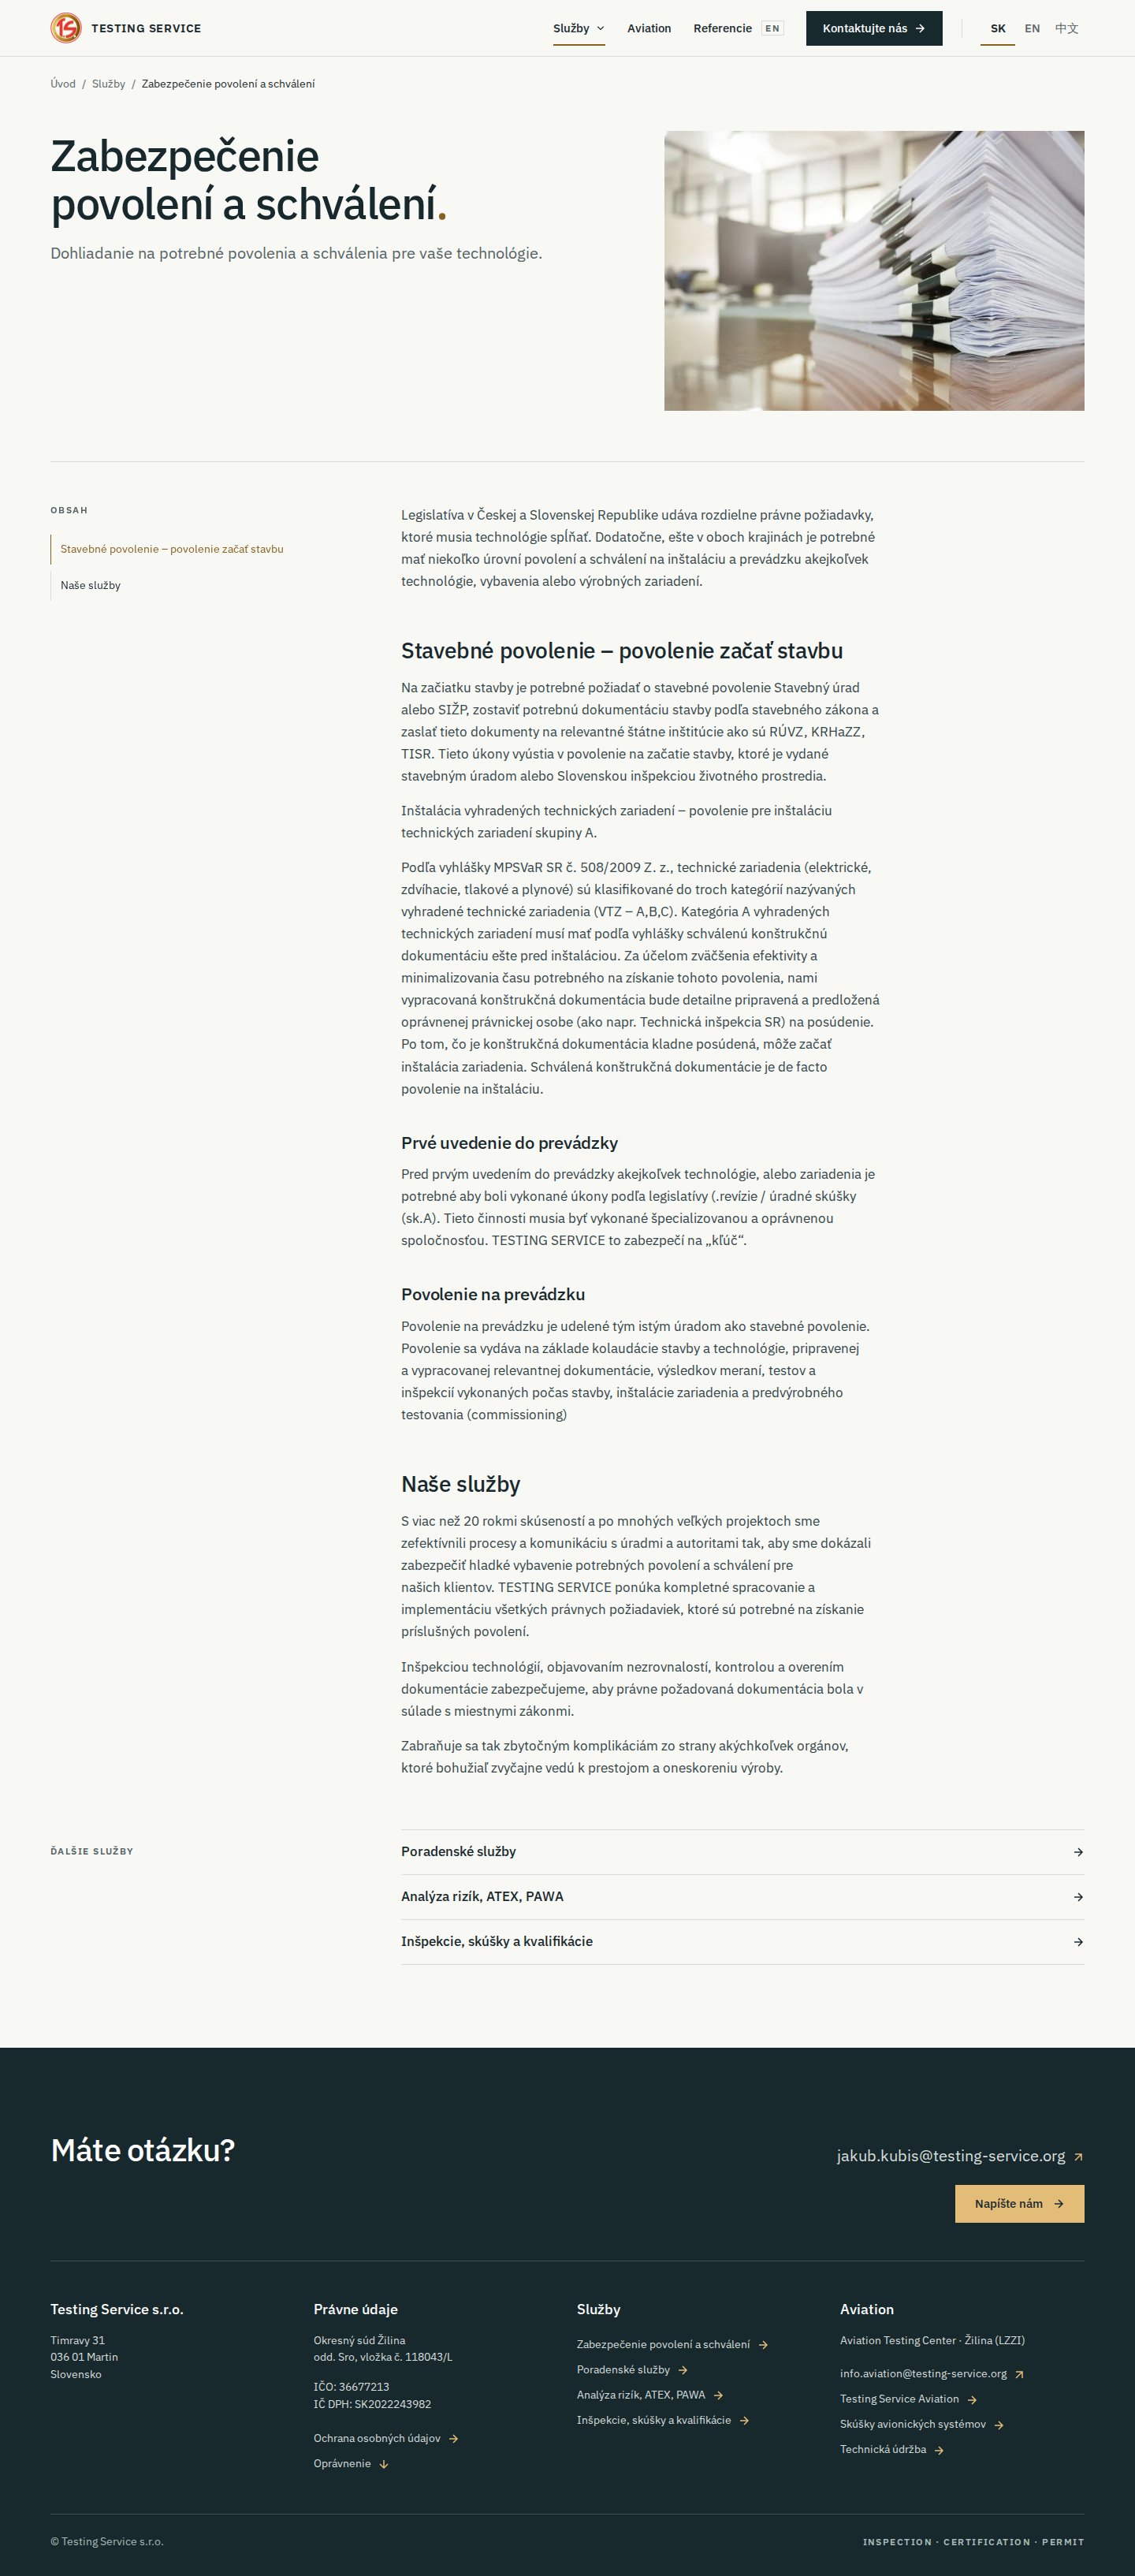 TESTING SERVICE
Služby
Aviation
Referencie EN
Kontaktujte nás →
SK EN 中文
Úvod / Služby / Zabezpečenie povolení a schválení
Zabezpečenie
povolení a schválení.
Dohliadanie na potrebné povolenia a schválenia pre vaše technológie.
OBSAH
Stavebné povolenie – povolenie začať stavbu
Naše služby
Legislatíva v Českej a Slovenskej Republike udáva rozdielne právne požiadavky,
ktoré musia technológie spĺňať. Dodatočne, ešte v oboch krajinách je potrebné
mať niekoľko úrovní povolení a schválení na inštaláciu a prevádzku akejkoľvek
technológie, vybavenia alebo výrobných zariadení.
Stavebné povolenie – povolenie začať stavbu
Na začiatku stavby je potrebné požiadať o stavebné povolenie Stavebný úrad
alebo SIŽP, zostaviť potrebnú dokumentáciu stavby podľa stavebného zákona a
zaslať tieto dokumenty na relevantné štátne inštitúcie ako sú RÚVZ, KRHaZZ,
TISR. Tieto úkony vyústia v povolenie na začatie stavby, ktoré je vydané
stavebným úradom alebo Slovenskou inšpekciou životného prostredia.
Inštalácia vyhradených technických zariadení – povolenie pre inštaláciu
technických zariadení skupiny A.
Podľa vyhlášky MPSVaR SR č. 508/2009 Z. z., technické zariadenia (elektrické,
zdvíhacie, tlakové a plynové) sú klasifikované do troch kategórií nazývaných
vyhradené technické zariadenia (VTZ – A,B,C). Kategória A vyhradených
technických zariadení musí mať podľa vyhlášky schválenú konštrukčnú
dokumentáciu ešte pred inštaláciou. Za účelom zväčšenia efektivity a
minimalizovania času potrebného na získanie tohoto povolenia, nami
vypracovaná konštrukčná dokumentácia bude detailne pripravená a predložená
oprávnenej právnickej osobe (ako napr. Technická inšpekcia SR) na posúdenie.
Po tom, čo je konštrukčná dokumentácia kladne posúdená, môže začať
inštalácia zariadenia. Schválená konštrukčná dokumentácie je de facto
povolenie na inštaláciu.
Prvé uvedenie do prevádzky
Pred prvým uvedením do prevádzky akejkoľvek technológie, alebo zariadenia je
potrebné aby boli vykonané úkony podľa legislatívy (.revízie / úradné skúšky
(sk.A). Tieto činnosti musia byť vykonané špecializovanou a oprávnenou
spoločnosťou. TESTING SERVICE to zabezpečí na „kľúč“.
Povolenie na prevádzku
Povolenie na prevádzku je udelené tým istým úradom ako stavebné povolenie.
Povolenie sa vydáva na základe kolaudácie stavby a technológie, pripravenej
a vypracovanej relevantnej dokumentácie, výsledkov meraní, testov a
inšpekcií vykonaných počas stavby, inštalácie zariadenia a predvýrobného
testovania (commissioning)
Naše služby
S viac než 20 rokmi skúseností a po mnohých veľkých projektoch sme
zefektívnili procesy a komunikáciu s úradmi a autoritami tak, aby sme dokázali
zabezpečiť hladké vybavenie potrebných povolení a schválení pre
našich klientov. TESTING SERVICE ponúka kompletné spracovanie a
implementáciu všetkých právnych požiadaviek, ktoré sú potrebné na získanie
príslušných povolení.
Inšpekciou technológií, objavovaním nezrovnalostí, kontrolou a overením
dokumentácie zabezpečujeme, aby právne požadovaná dokumentácia bola v
súlade s miestnymi zákonmi.
Zabraňuje sa tak zbytočným komplikáciám zo strany akýchkoľvek orgánov,
ktoré bohužiaľ zvyčajne vedú k prestojom a oneskoreniu výroby.
ĎALŠIE SLUŽBY
Poradenské služby →
Analýza rizík, ATEX, PAWA →
Inšpekcie, skúšky a kvalifikácie →
Máte otázku?
jakub.kubis@testing-service.org ↗
Napíšte nám →
Testing Service s.r.o.
Timravy 31
036 01 Martin
Slovensko
Právne údaje
Okresný súd Žilina
odd. Sro, vložka č. 118043/L
IČO: 36677213
IČ DPH: SK2022243982
Ochrana osobných údajov →
Oprávnenie ↓
Služby
Zabezpečenie povolení a schválení →
Poradenské služby →
Analýza rizík, ATEX, PAWA →
Inšpekcie, skúšky a kvalifikácie →
Aviation
Aviation Testing Center · Žilina (LZZI)
info.aviation@testing-service.org ↗
Testing Service Aviation →
Skúšky avionických systémov →
Technická údržba →
© Testing Service s.r.o.
INSPECTION · CERTIFICATION · PERMIT